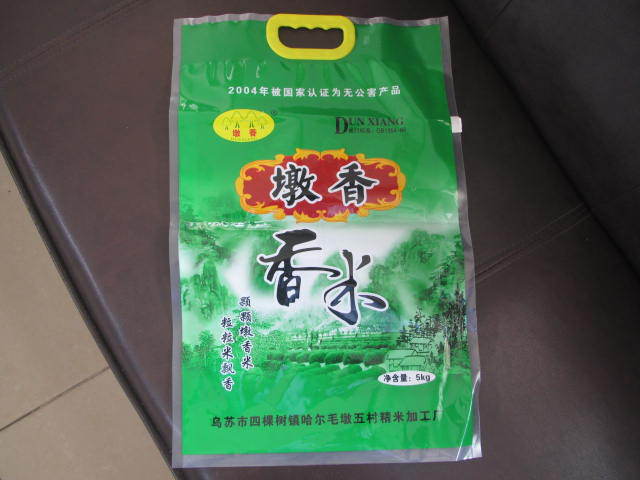 2004年被国家认证为无公害产品
墩香
®
DUN XIANG
墩香
香米
颗颗墩香米
粒粒米飘香
净含量：5kg
乌苏市四棵树镇哈尔毛墩五村精米加工厂